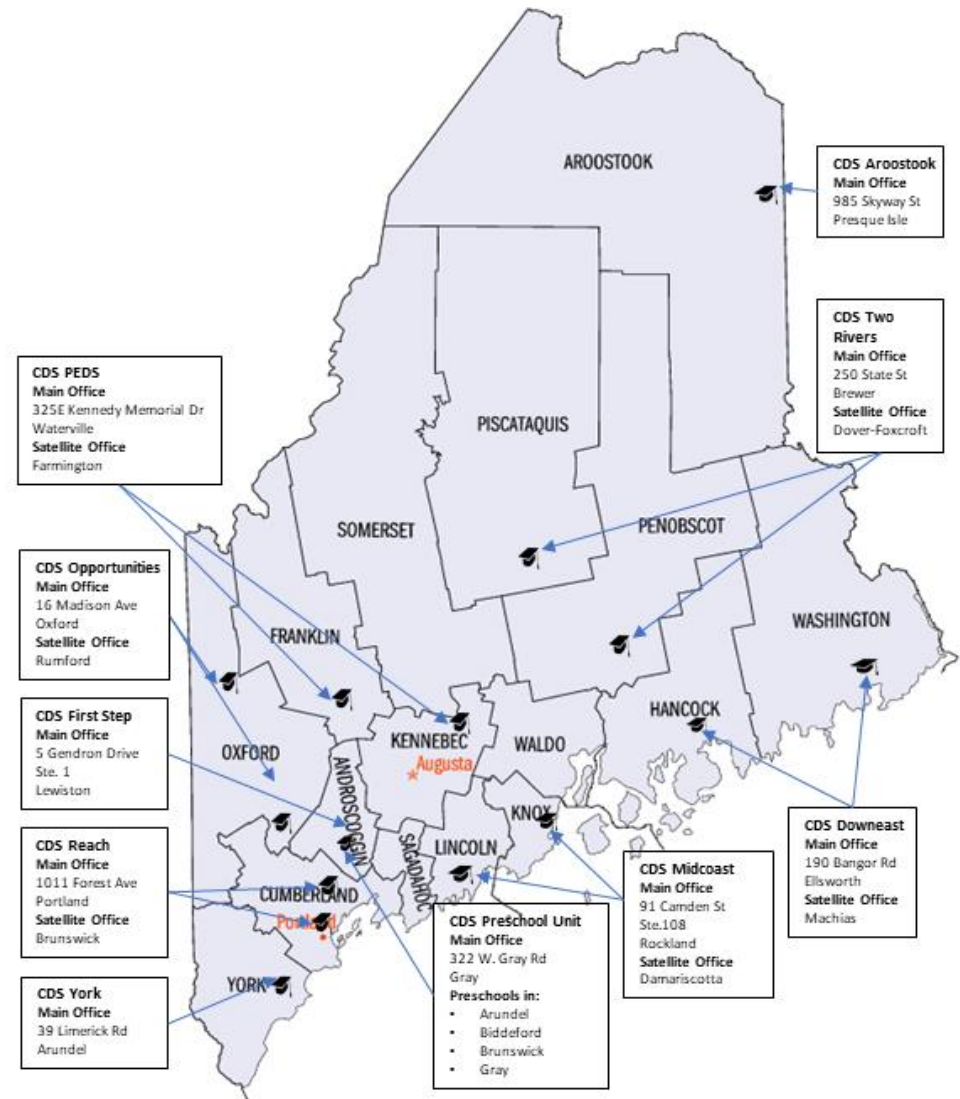 AROOSTOOK
CDS Aroostook
Main Office
985 Skyway St
Presque Isle
CDS Two
Rivers
Main Office
250 State St
Brewer
Satellite Office
Dover-Foxcroft
CDS PEDS
Main Office
325E Kennedy Memorial Dr
Waterville
Satellite Office
Farmington
PISCATAQUIS
SOMERSET
PENOBSCOT
CDS Opportunities
Main Office
16 Madison Ave
Oxford
Satellite Office
Rumford
FRANKLIN
WASHINGTON
CDS First Step
Main Office
5 Gendron Drive
Ste. 1
Lewiston
OXFORD
ANDROSCOGGIN
KENNEBEC
Augusta
WALDO
HANCOCK
KNOX
LINCOLN
SAGADAHOC
CDS Reach
Main Office
1011 Forest Ave
Portland
Satellite Office
Brunswick
CUMBERLAND
Portland
CDS Downeast
Main Office
190 Bangor Rd
Ellsworth
Satellite Office
Machias
CDS Midcoast
Main Office
91 Camden St
Ste.108
Rockland
Satellite Office
Damariscotta
CDS Preschool Unit
Main Office
322 W. Gray Rd
Gray
Preschools in:
▪ Arundel
▪ Biddeford
▪ Brunswick
▪ Gray
YORK
CDS York
Main Office
39 Limerick Rd
Arundel